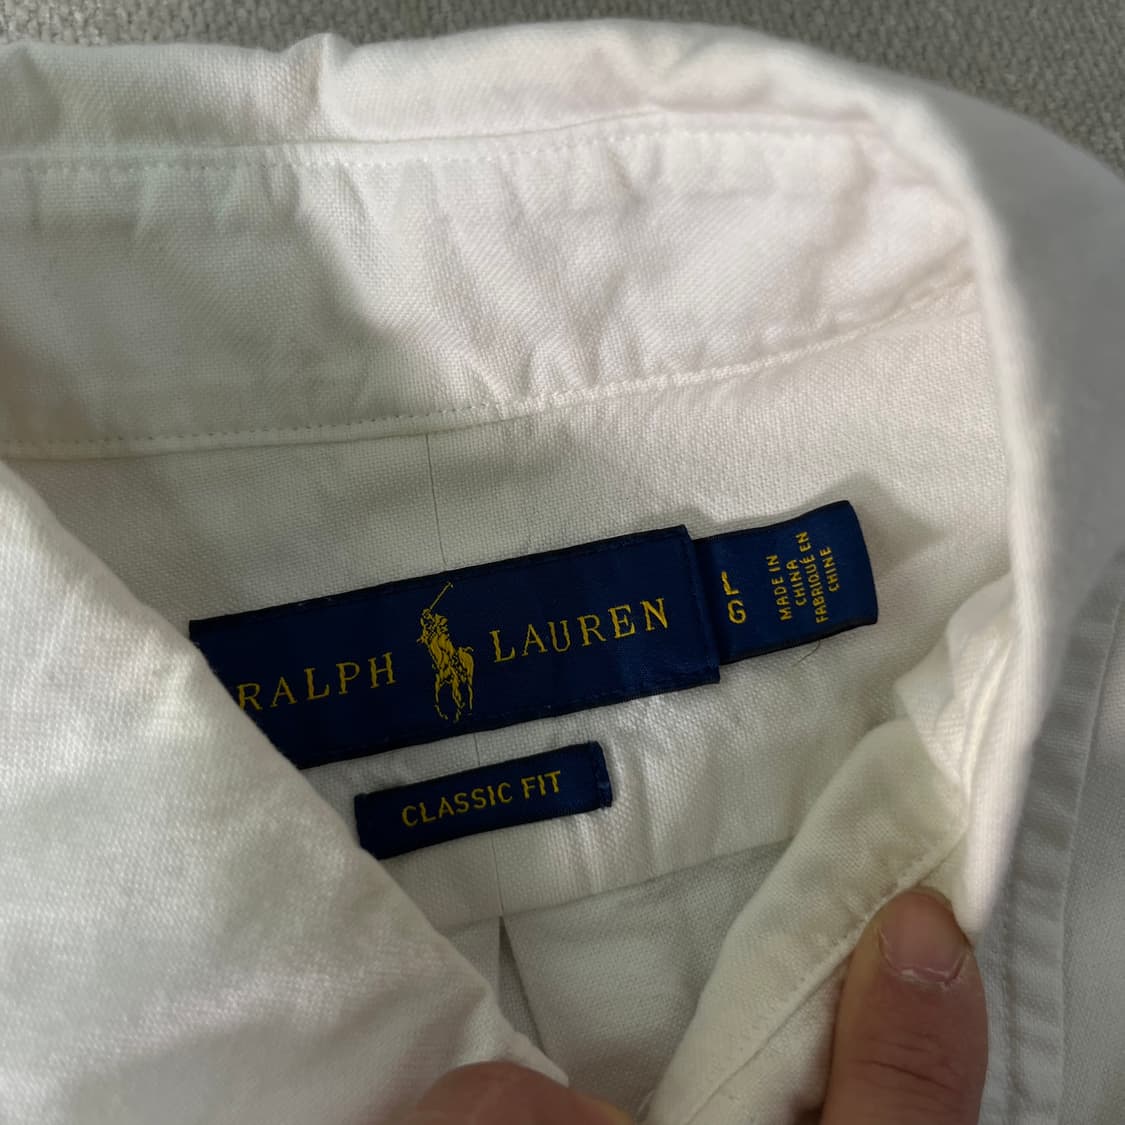 RALPH LAUREN
L
G
MADE IN
CHINA
FABRIQUÉ EN
CHINE
CLASSIC FIT